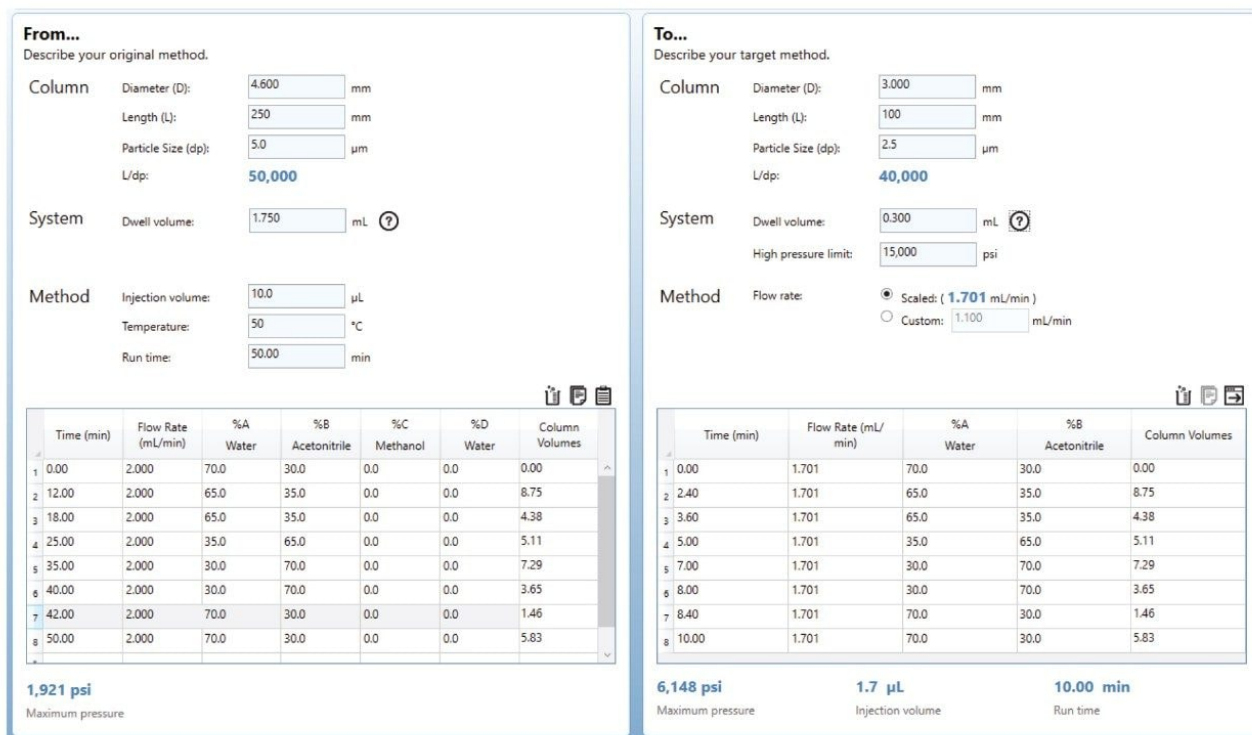 From...
Describe your original method.
Column
Diameter (D): 4.600 mm
Length (L): 250 mm
Particle Size (dp): 5.0 µm
L/dp: 50,000
System
Dwell volume: 1.750 mL ?
Method
Injection volume: 10.0 µL
Temperature: 50 °C
Run time: 50.00 min
Time (min) Flow Rate (mL/min) %A Water %B Acetonitrile %C Methanol %D Water Column Volumes
1 0.00 2.000 70.0 30.0 0.0 0.0 0.00
2 12.00 2.000 65.0 35.0 0.0 0.0 8.75
3 18.00 2.000 65.0 35.0 0.0 0.0 4.38
4 25.00 2.000 35.0 65.0 0.0 0.0 5.11
5 35.00 2.000 30.0 70.0 0.0 0.0 7.29
6 40.00 2.000 30.0 70.0 0.0 0.0 3.65
7 42.00 2.000 70.0 30.0 0.0 0.0 1.46
8 50.00 2.000 70.0 30.0 0.0 0.0 5.83
1,921 psi
Maximum pressure
To...
Describe your target method.
Column
Diameter (D): 3.000 mm
Length (L): 100 mm
Particle Size (dp): 2.5 µm
L/dp: 40,000
System
Dwell volume: 0.300 mL ?
High pressure limit: 15,000 psi
Method
Flow rate: Scaled: ( 1.701 mL/min )
Custom: 1.100 mL/min
Time (min) Flow Rate (mL/min) %A Water %B Acetonitrile Column Volumes
1 0.00 1.701 70.0 30.0 0.00
2 2.40 1.701 65.0 35.0 8.75
3 3.60 1.701 65.0 35.0 4.38
4 5.00 1.701 35.0 65.0 5.11
5 7.00 1.701 30.0 70.0 7.29
6 8.00 1.701 30.0 70.0 3.65
7 8.40 1.701 70.0 30.0 1.46
8 10.00 1.701 70.0 30.0 5.83
6,148 psi 1.7 µL 10.00 min
Maximum pressure Injection volume Run time